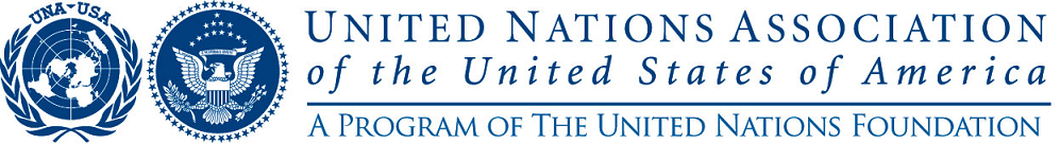 UNA-USA
UNITED NATIONS ASSOCIATION
of the United States of America
A PROGRAM OF THE UNITED NATIONS FOUNDATION